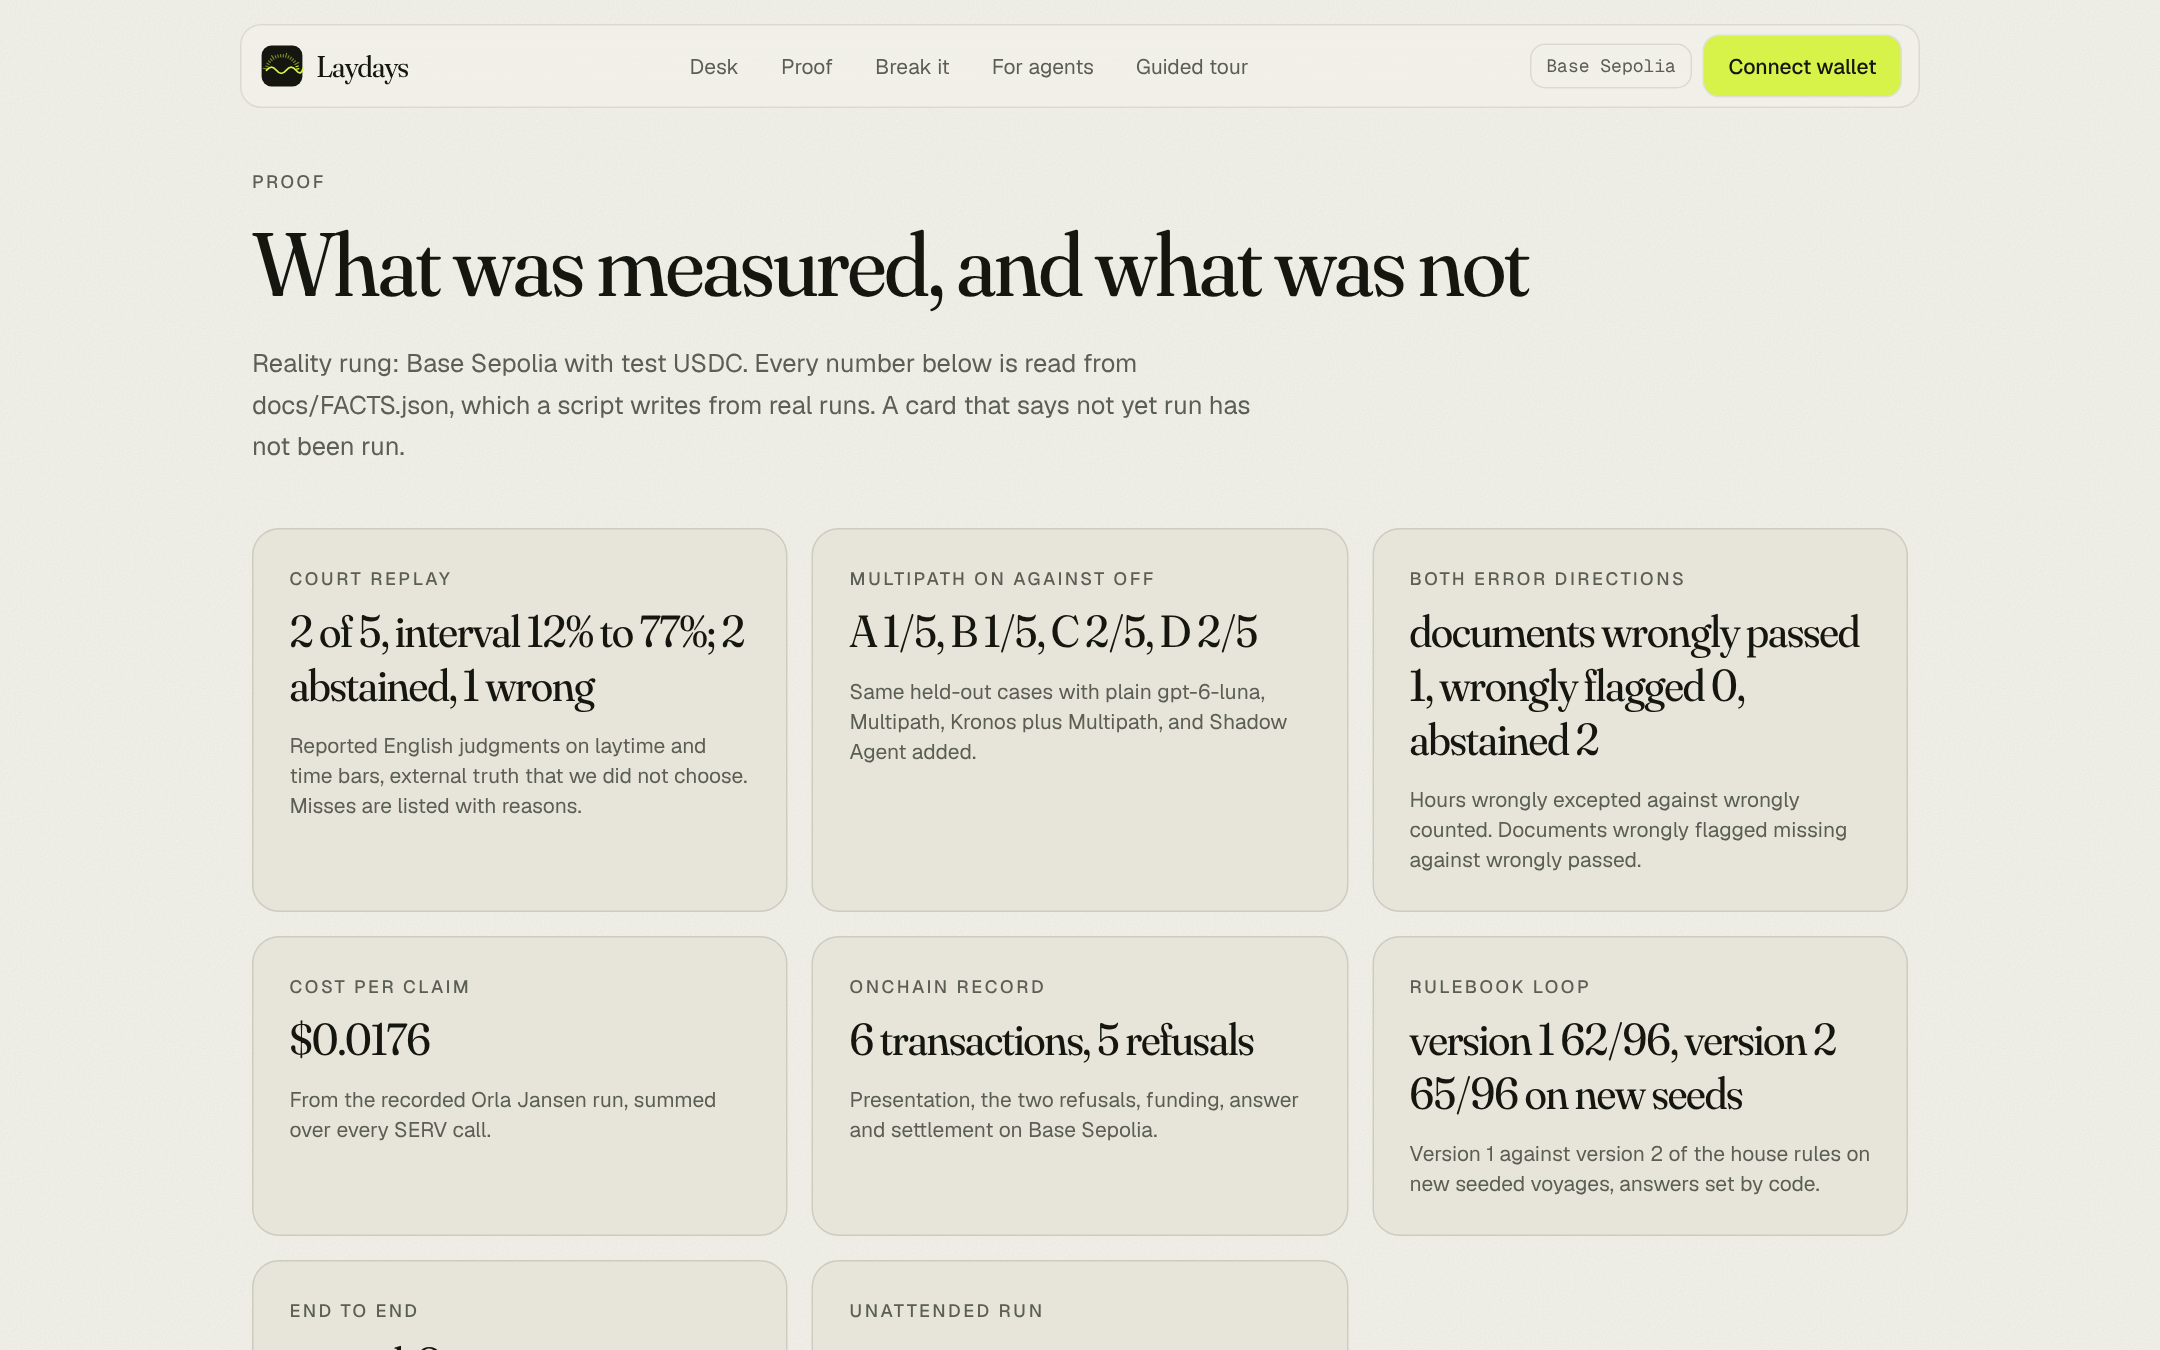 Laydays
Desk
Proof
Break it
For agents
Guided tour
Base Sepolia
Connect wallet
PROOF
What was measured, and what was not
Reality rung: Base Sepolia with test USDC. Every number below is read from
docs/FACTS.json, which a script writes from real runs. A card that says not yet run has
not been run.
COURT REPLAY
2 of 5, interval 12% to 77%; 2
abstained, 1 wrong
Reported English judgments on laytime and
time bars, external truth that we did not choose.
Misses are listed with reasons.
MULTIPATH ON AGAINST OFF
A 1/5, B 1/5, C 2/5, D 2/5
Same held-out cases with plain gpt-6-luna,
Multipath, Kronos plus Multipath, and Shadow
Agent added.
BOTH ERROR DIRECTIONS
documents wrongly passed
1, wrongly flagged 0,
abstained 2
Hours wrongly excepted against wrongly
counted. Documents wrongly flagged missing
against wrongly passed.
COST PER CLAIM
$0.0176
From the recorded Orla Jansen run, summed
over every SERV call.
ONCHAIN RECORD
6 transactions, 5 refusals
Presentation, the two refusals, funding, answer
and settlement on Base Sepolia.
RULEBOOK LOOP
version 1 62/96, version 2
65/96 on new seeds
Version 1 against version 2 of the house rules on
new seeded voyages, answers set by code.
END TO END
UNATTENDED RUN